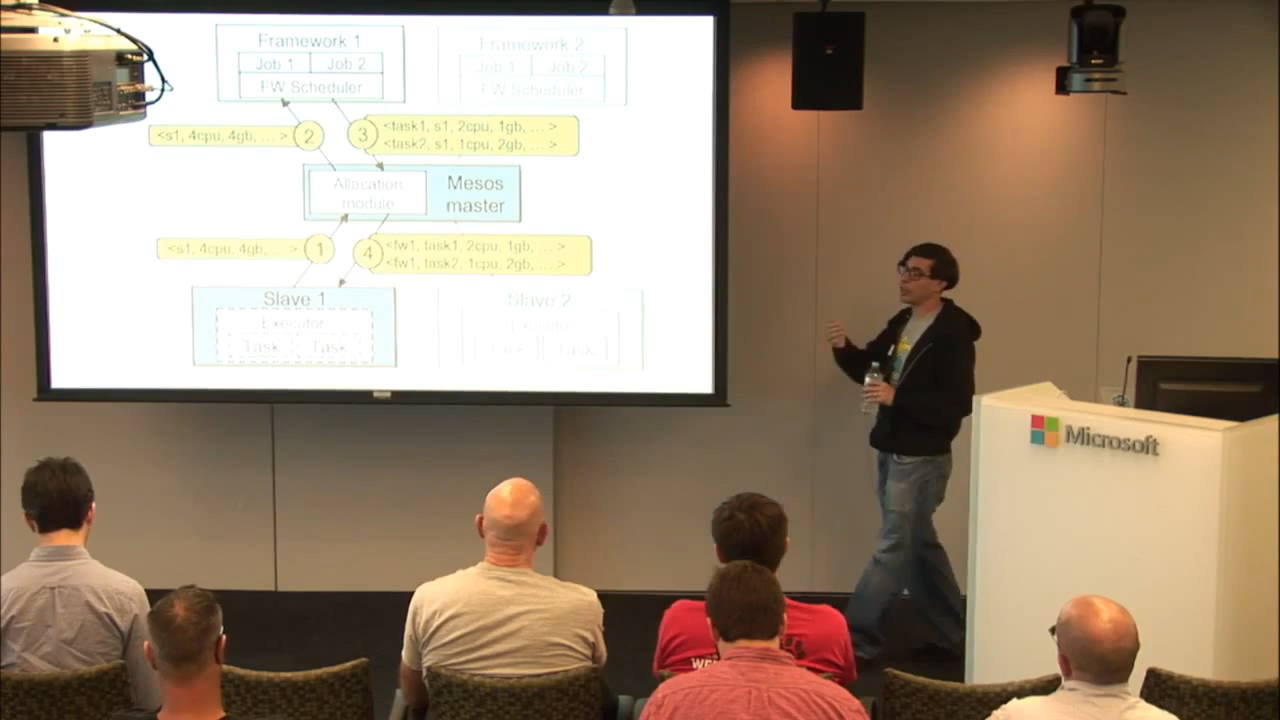 Framework 1
Job 1 Job 2
FW Scheduler
Framework 2
Job 1 Job 2
FW Scheduler
<s1, 4cpu, 4gb, ... >
2
3
<task1, s1, 2cpu, 1gb, ... >
<task2, s1, 1cpu, 2gb, ... >
Allocation
module
Mesos
master
<s1, 4cpu, 4gb, ... >
1
4
<fw1, task1, 2cpu, 1gb, ... >
<fw1, task2, 1cpu, 2gb, ... >
Slave 1
Executor
Task Task
Slave 2
Executor
Task Task
Microsoft